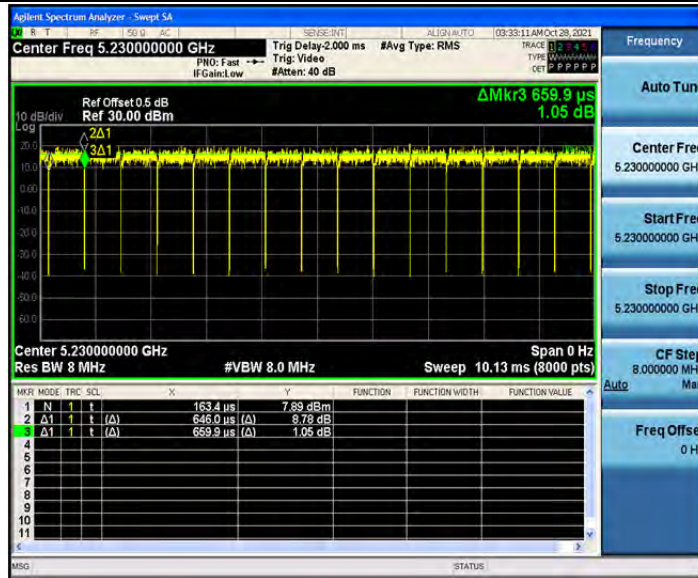 Agilent Spectrum Analyzer - Swept SA
R T RF 50 Ω AC SENSE:INT ALIGN AUTO 03:33:11 AM Oct 28, 2021
Center Freq 5.230000000 GHz
PNO: Fast
IFGain:Low
Trig Delay-2.000 ms
Trig: Video
#Atten: 40 dB
#Avg Type: RMS
TRACE 1 2 3 4 5 6
TYPE
DET P P P P P P
Frequency
Ref Offset 0.5 dB
10 dB/div Ref 30.00 dBm
Log
ΔMkr3 659.9 µs
1.05 dB
2Δ1
3Δ1
20.0
10.0
0.00
-10.0
-20.0
-30.0
-40.0
-50.0
-60.0
Center 5.230000000 GHz Span 0 Hz
Res BW 8 MHz #VBW 8.0 MHz Sweep 10.13 ms (8000 pts)
MKR MODE TRC SCL X Y FUNCTION FUNCTION WIDTH FUNCTION VALUE
1 N 1 t 163.4 µs 7.89 dBm
2 Δ1 1 t (Δ) 646.0 µs (Δ) 8.78 dB
3 Δ1 1 t (Δ) 659.9 µs (Δ) 1.05 dB
4
5
6
7
8
9
10
11
MSG STATUS
Auto Tun
Center Fre
5.230000000 GH
Start Fre
5.230000000 GH
Stop Fre
5.230000000 GH
CF Step
8.000000 MH
Auto Ma
Freq Offse
0 H